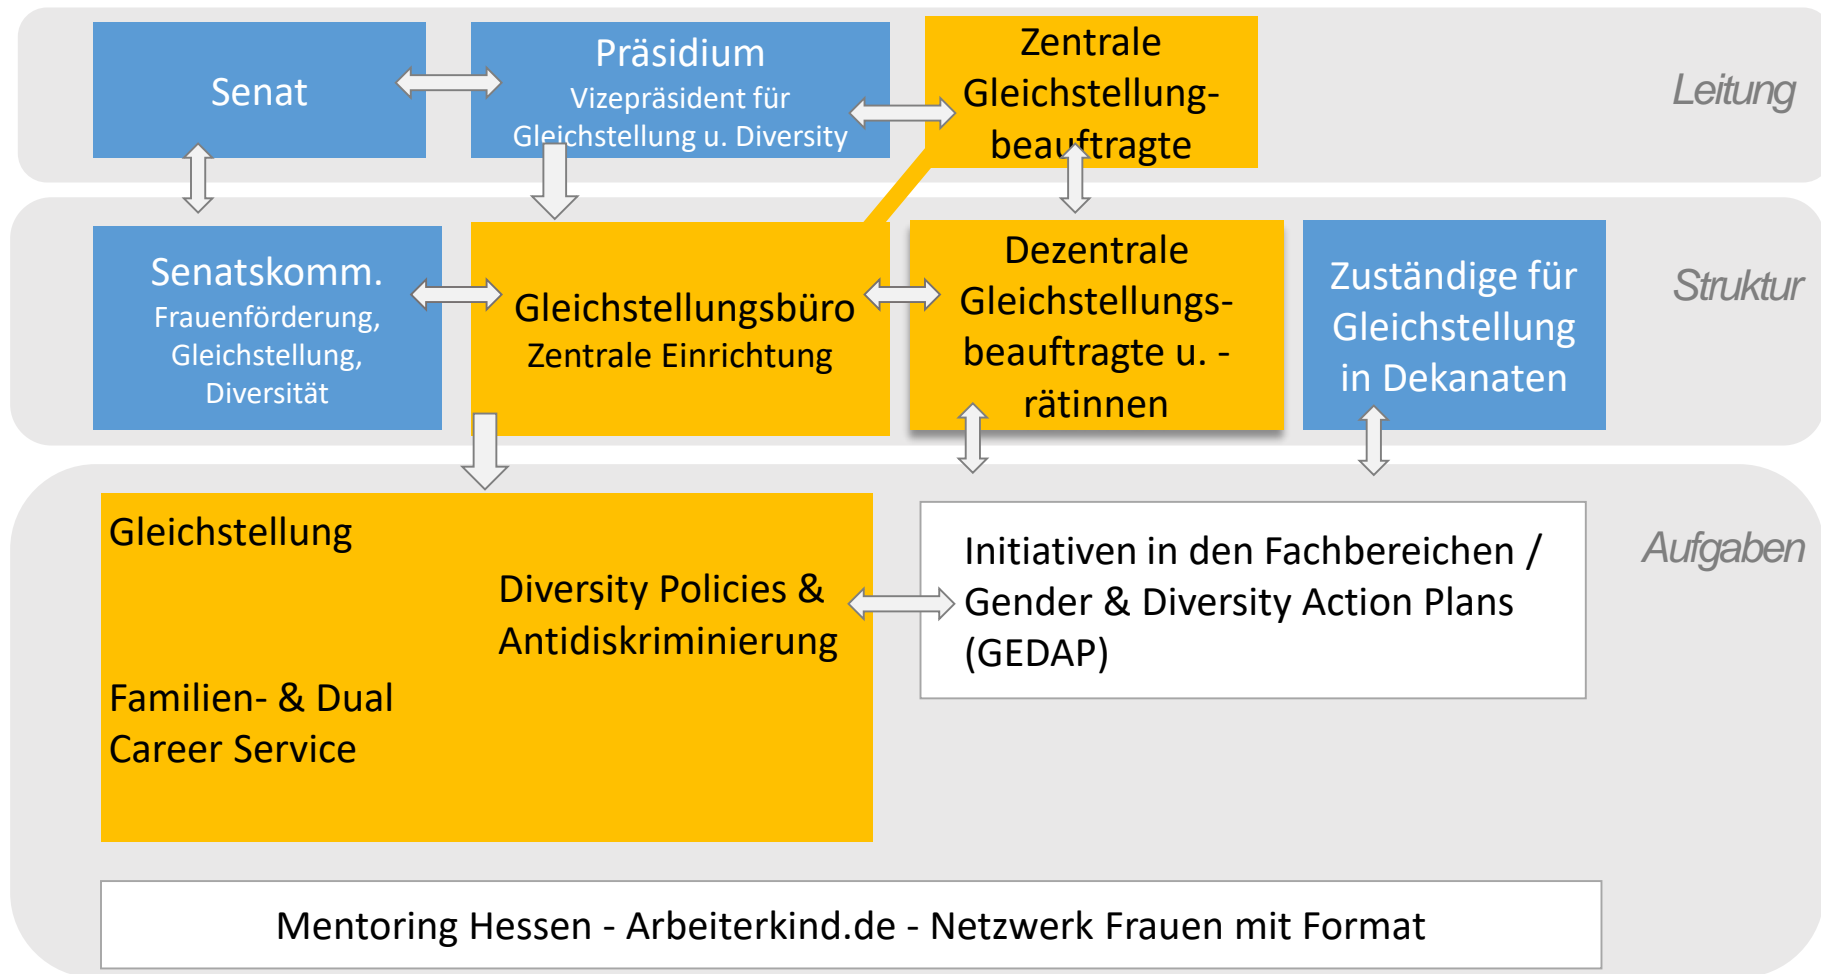 Senat
Präsidium
Vizepräsident für
Gleichstellung u. Diversity
Zentrale
Gleichstellung-
beauftragte
Leitung
Senatskomm.
Frauenförderung,
Gleichstellung,
Diversität
Gleichstellungsbüro
Zentrale Einrichtung
Dezentrale
Gleichstellungs-
beauftragte u. -
rätinnen
Zuständige für
Gleichstellung
in Dekanaten
Struktur
Gleichstellung
Diversity Policies &
Antidiskriminierung
Familien- & Dual
Career Service
Initiativen in den Fachbereichen /
Gender & Diversity Action Plans
(GEDAP)
Aufgaben
Mentoring Hessen - Arbeiterkind.de - Netzwerk Frauen mit Format